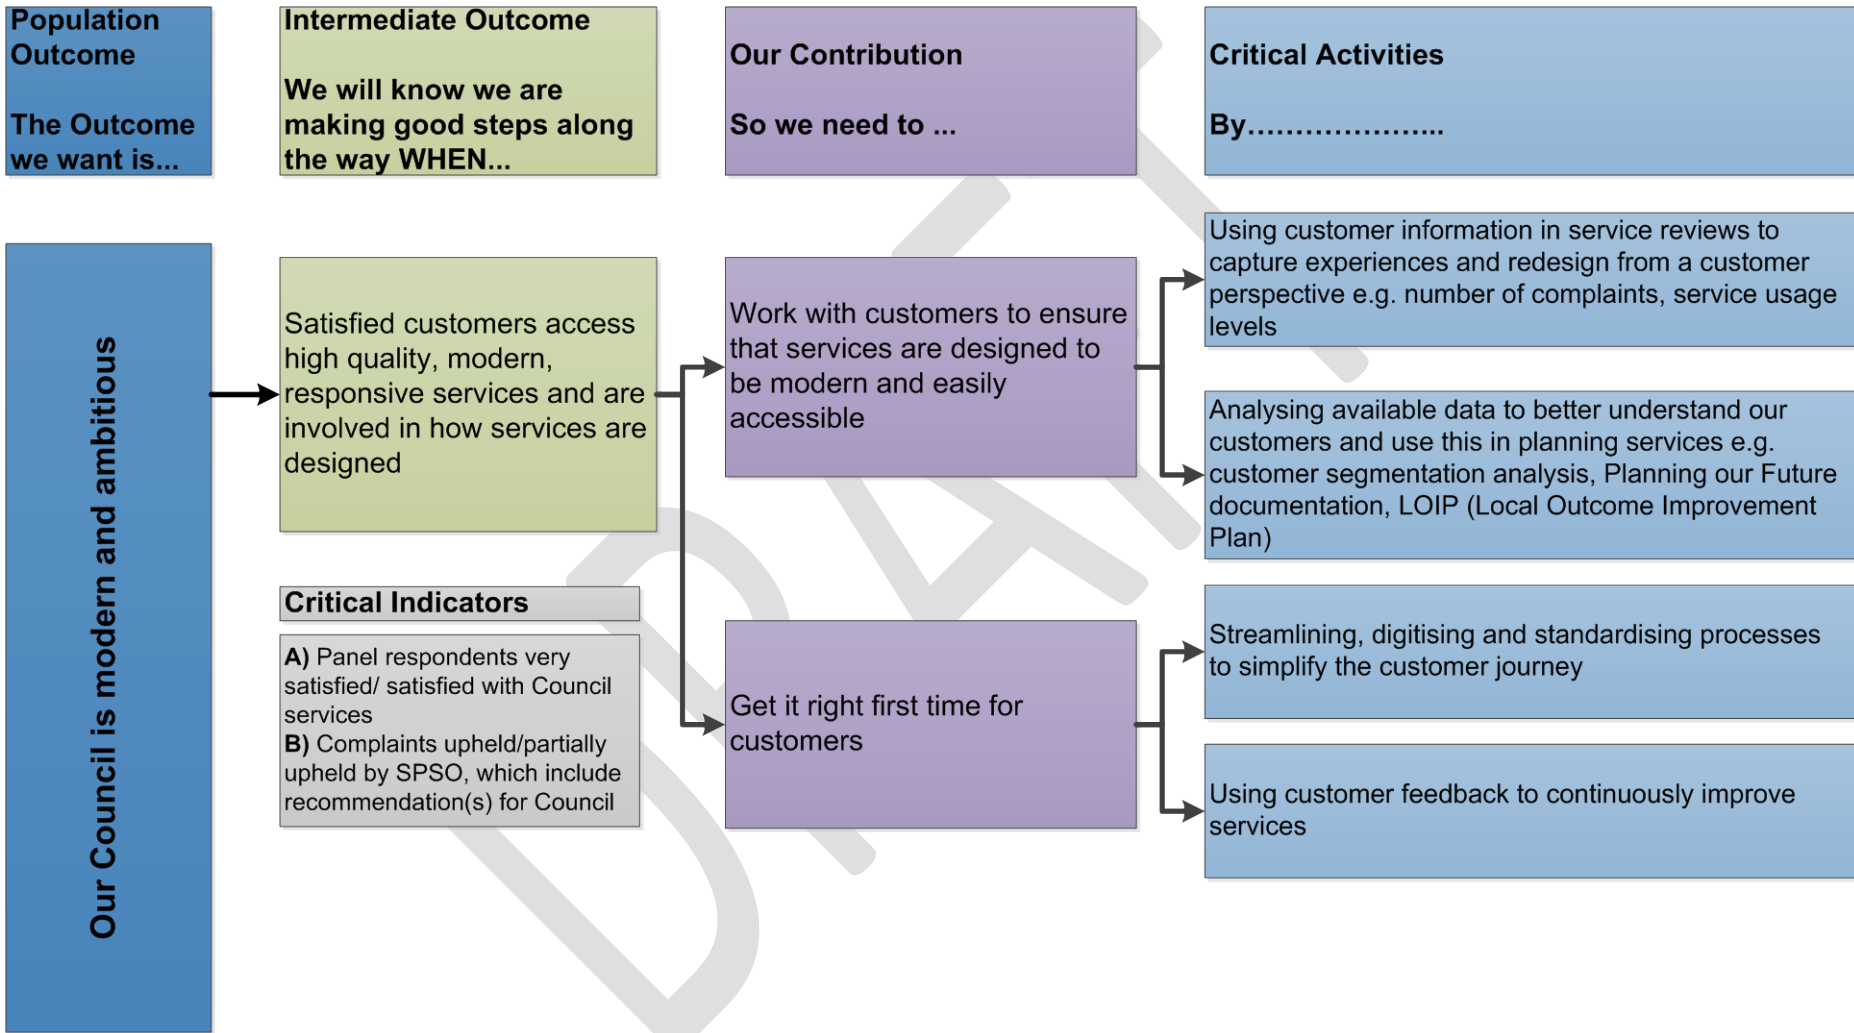 Population
Outcome
The Outcome
we want is...
Intermediate Outcome
We will know we are
making good steps along
the way WHEN...
Our Contribution
So we need to ...
Critical Activities
By…………………...
Our Council is modern and ambitious
Satisfied customers access
high quality, modern,
responsive services and are
involved in how services are
designed
Critical Indicators
A) Panel respondents very
satisfied/ satisfied with Council
services
B) Complaints upheld/partially
upheld by SPSO, which include
recommendation(s) for Council
Work with customers to ensure
that services are designed to
be modern and easily
accessible
Get it right first time for
customers
Using customer information in service reviews to
capture experiences and redesign from a customer
perspective e.g. number of complaints, service usage
levels
Analysing available data to better understand our
customers and use this in planning services e.g.
customer segmentation analysis, Planning our Future
documentation, LOIP (Local Outcome Improvement
Plan)
Streamlining, digitising and standardising processes
to simplify the customer journey
Using customer feedback to continuously improve
services
DRAFT